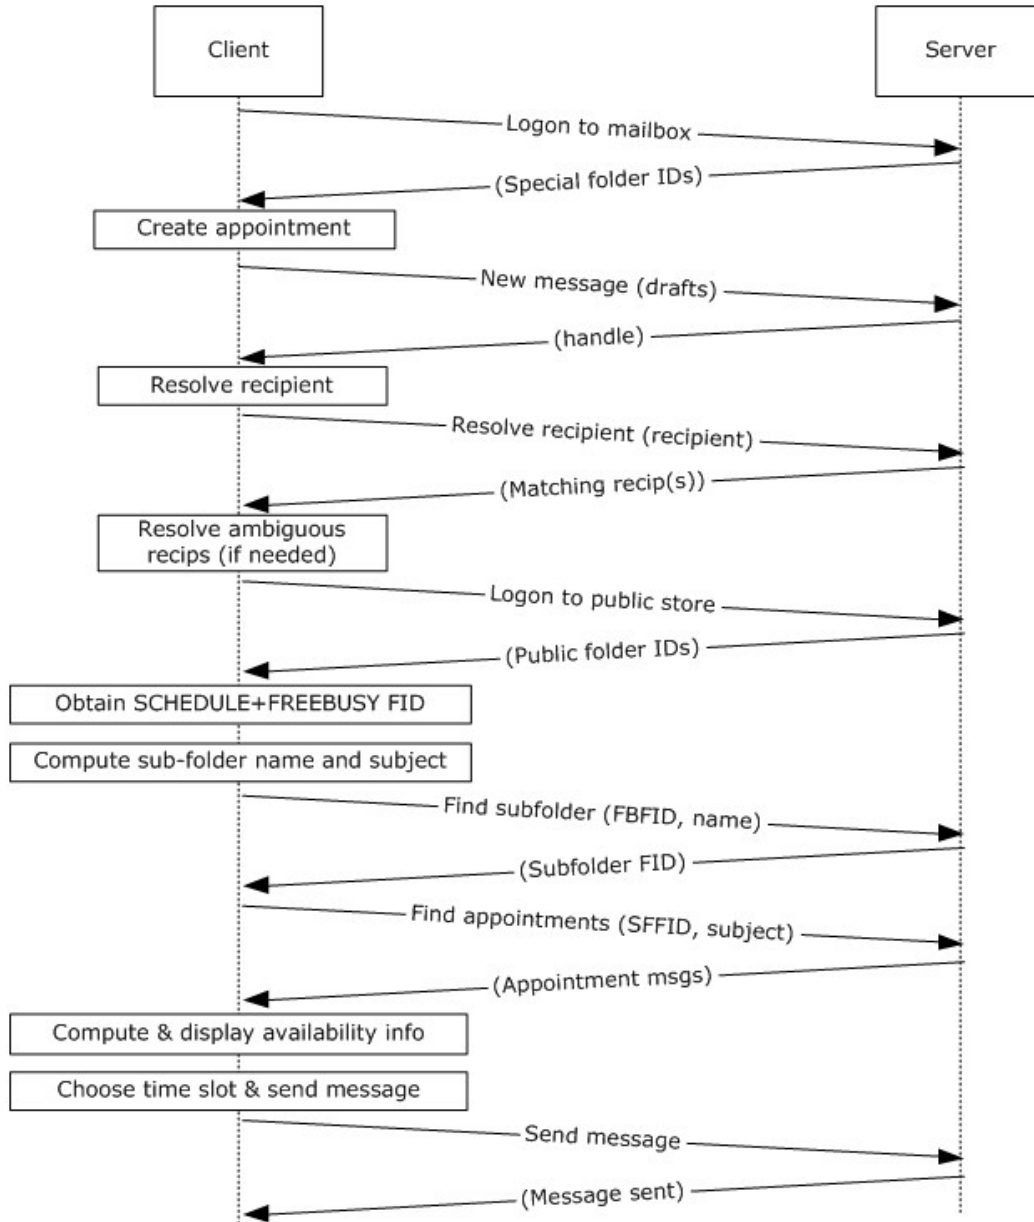 Client
Server
Logon to mailbox
(Special folder IDs)
Create appointment
New message (drafts)
(handle)
Resolve recipient
Resolve recipient (recipient)
(Matching recip(s))
Resolve ambiguous
recips (if needed)
Logon to public store
(Public folder IDs)
Obtain SCHEDULE+FREEBUSY FID
Compute sub-folder name and subject
Find subfolder (FBFID, name)
(Subfolder FID)
Find appointments (SFFID, subject)
(Appointment msgs)
Compute & display availability info
Choose time slot & send message
Send message
(Message sent)